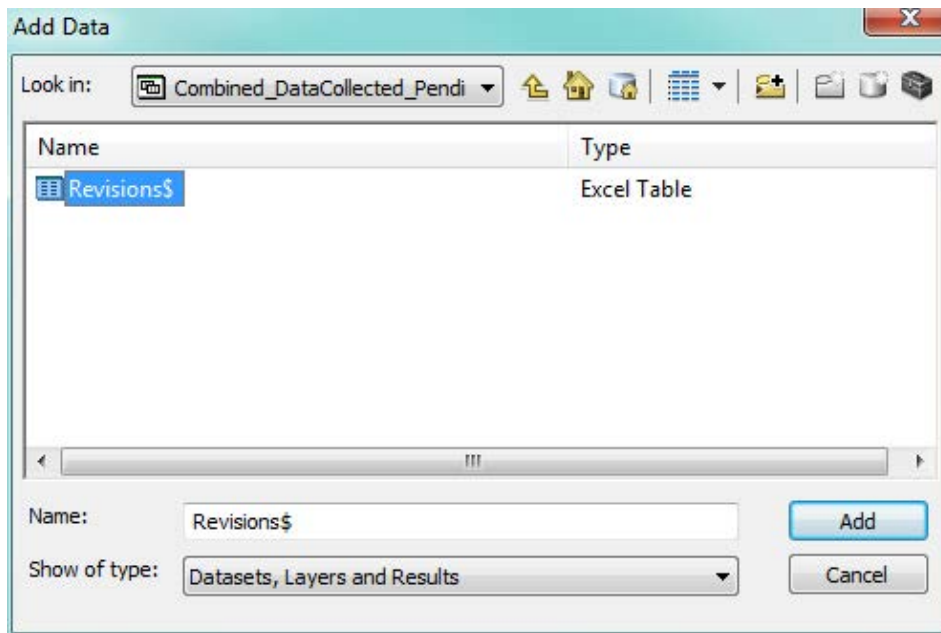 Add Data
Look in: Combined_DataCollected_Pendi
Name Type
Revisions$ Excel Table
Name: Revisions$ Add
Show of type: Datasets, Layers and Results Cancel